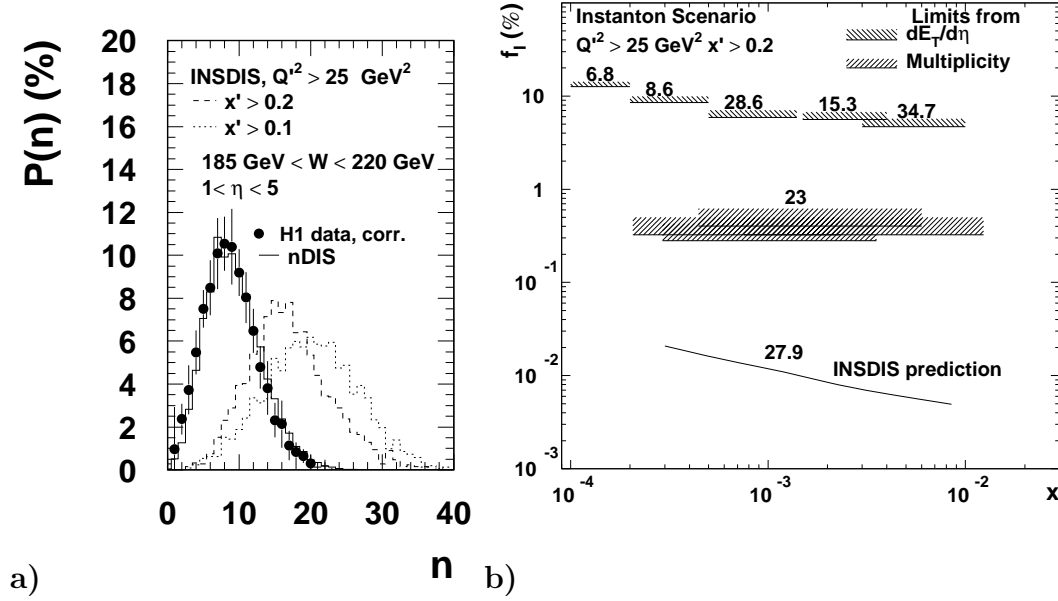 P(n) (%)
20
18
16
14
12
10
8
6
4
2
0
INSDIS, Q'² > 25 GeV²
x' > 0.2
x' > 0.1
185 GeV < W < 220 GeV
1< η < 5
H1 data, corr.
nDIS
0 10 20 30 40
n
a)
f_I (%)
10
1
10⁻¹
10⁻²
10⁻³
Instanton Scenario
Q'² > 25 GeV² x' > 0.2
Limits from
dE_T/dη
Multiplicity
6.8
8.6
28.6
15.3
34.7
23
27.9
INSDIS prediction
10⁻³
10⁻⁴ 10⁻³ 10⁻² x
b)